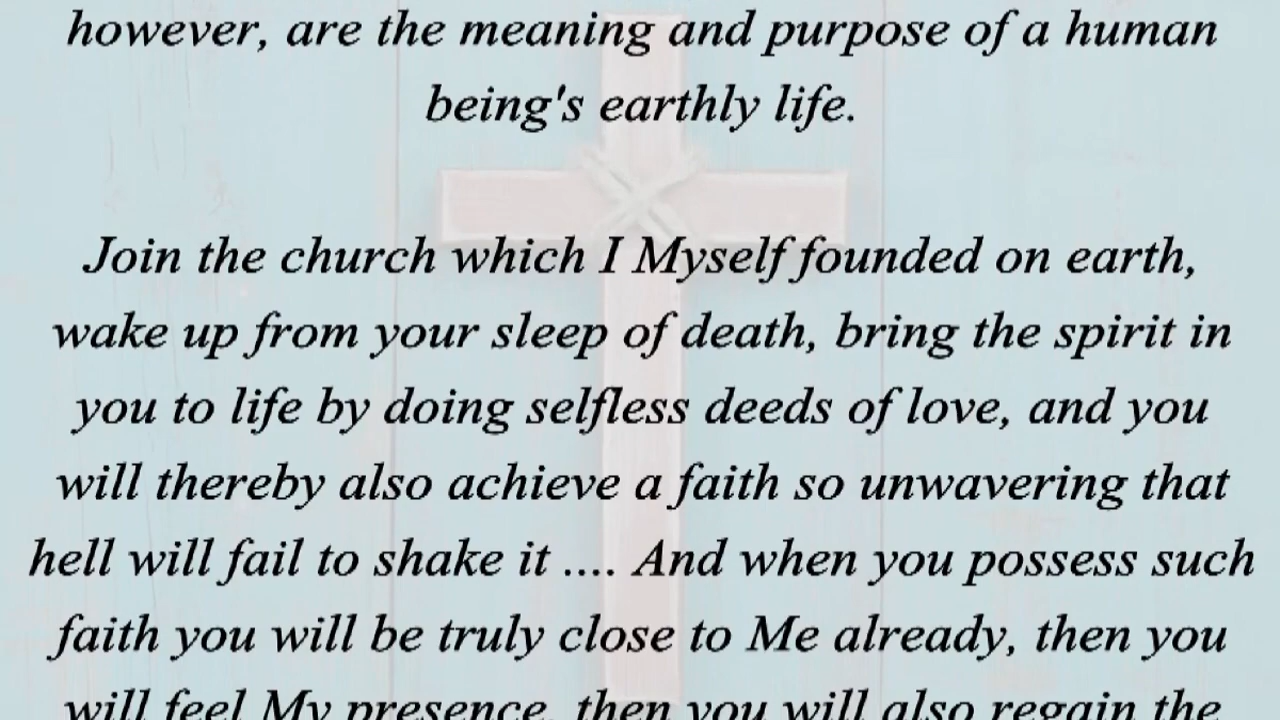 however, are the meaning and purpose of a human
being's earthly life.
Join the church which I Myself founded on earth,
wake up from your sleep of death, bring the spirit in
you to life by doing selfless deeds of love, and you
will thereby also achieve a faith so unwavering that
hell will fail to shake it .... And when you possess such
faith you will be truly close to Me already, then you
will feel My presence, then you will also regain the